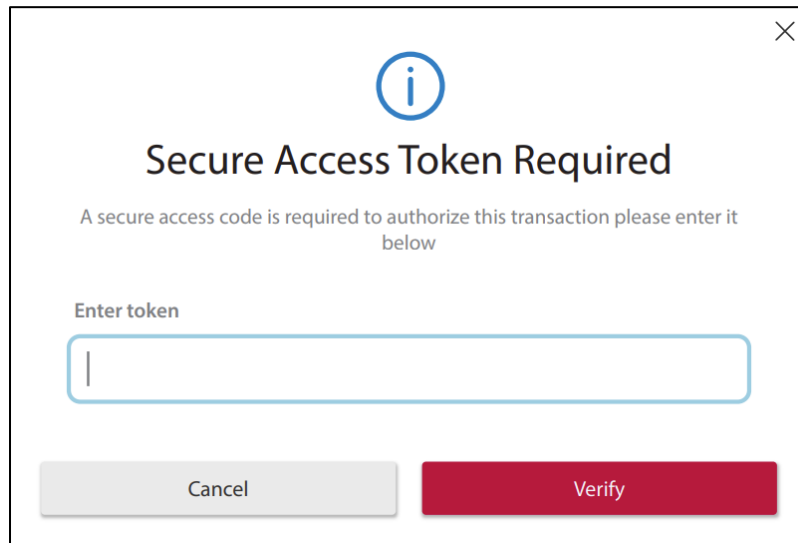 Secure Access Token Required
A secure access code is required to authorize this transaction please enter it
below
Enter token
Cancel
Verify